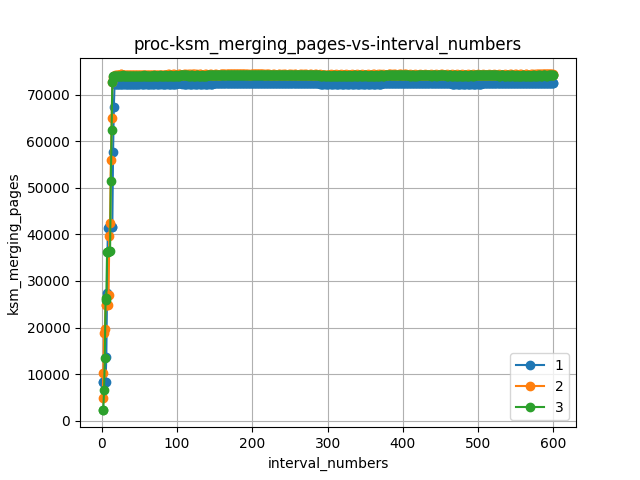 proc-ksm_merging_pages-vs-interval_numbers
ksm_merging_pages
70000
60000
50000
40000
30000
20000
10000
0
0 100 200 300 400 500 600
interval_numbers
1
2
3